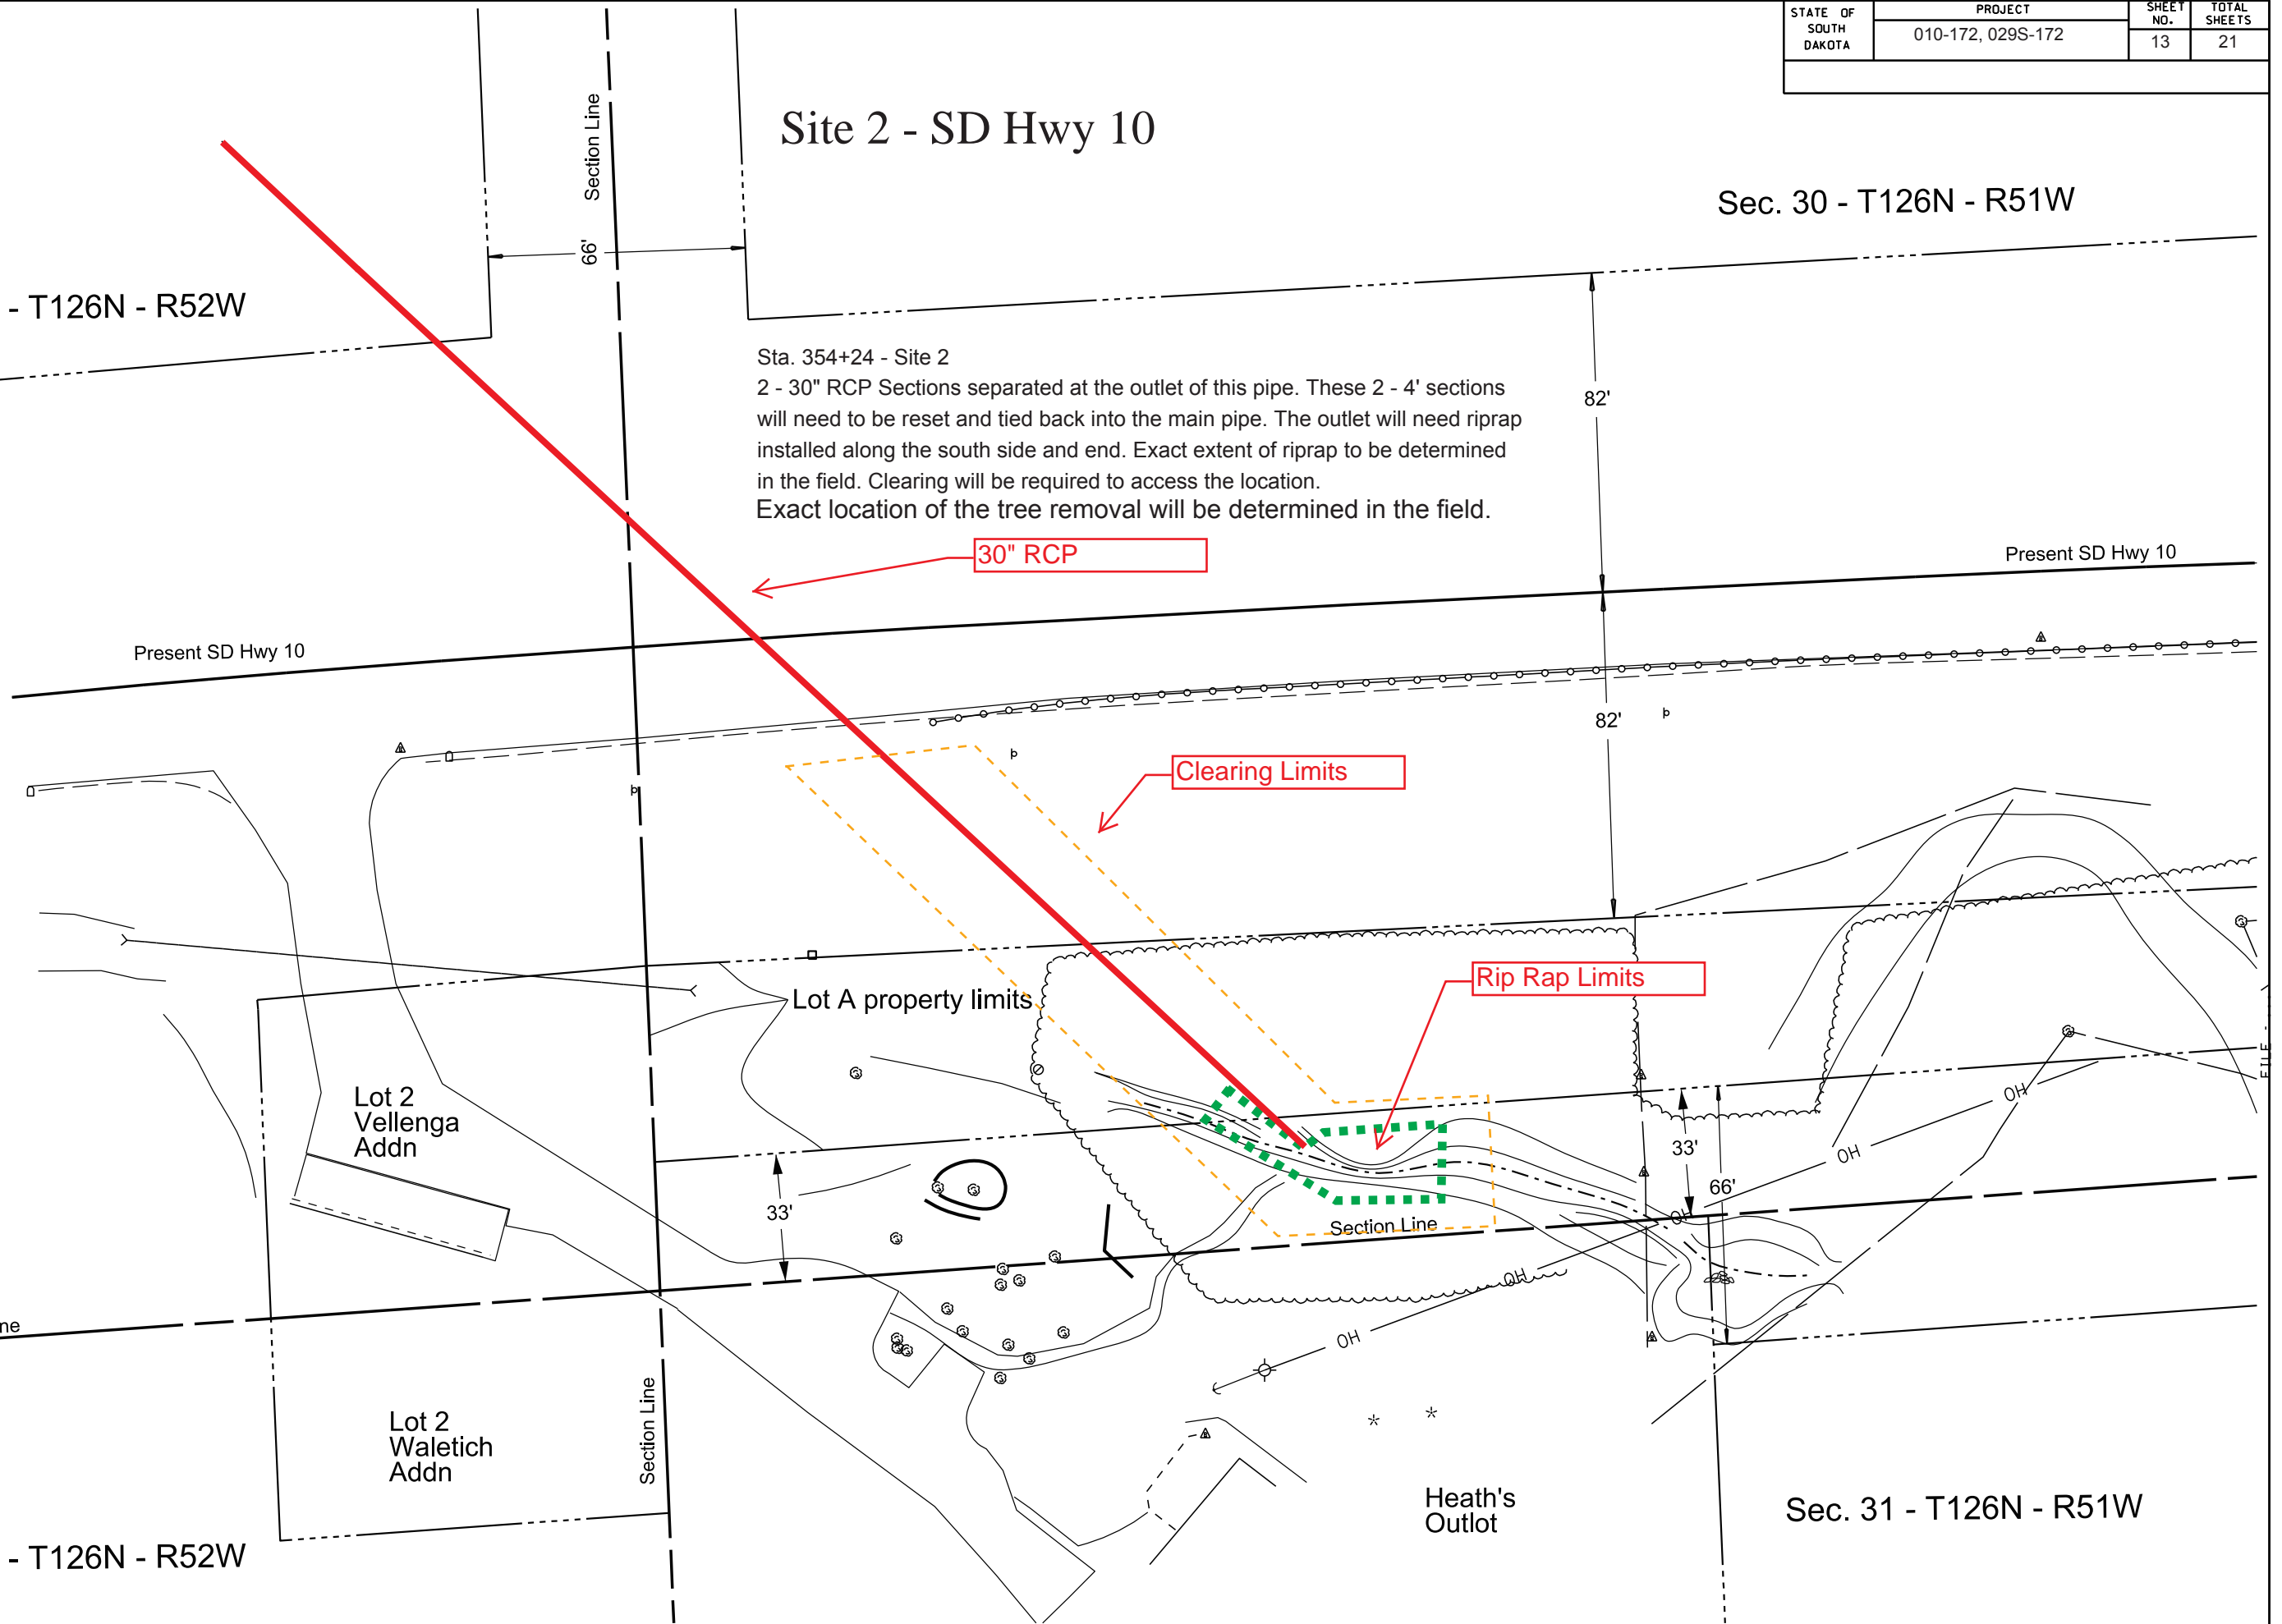 STATE OF
SOUTH
DAKOTA
PROJECT
SHEET
NO.
TOTAL
SHEETS
010-172, 029S-172
13
21
Site 2 - SD Hwy 10
Section Line
66'
Sec. 30 - T126N - R51W
- T126N - R52W
Sta. 354+24 - Site 2
2 - 30" RCP Sections separated at the outlet of this pipe. These 2 - 4' sections
will need to be reset and tied back into the main pipe. The outlet will need riprap
installed along the south side and end. Exact extent of riprap to be determined
in the field. Clearing will be required to access the location.
Exact location of the tree removal will be determined in the field.
82'
30" RCP
Present SD Hwy 10
Present SD Hwy 10
82'
Clearing Limits
Rip Rap Limits
Lot A property limits
Lot 2
Vellenga
Addn
33'
33'
66'
OH
OH
OH
OH
OH
Section Line
FILE -
ne
Section Line
Lot 2
Waletich
Addn
Heath's
Outlot
Sec. 31 - T126N - R51W
- T126N - R52W